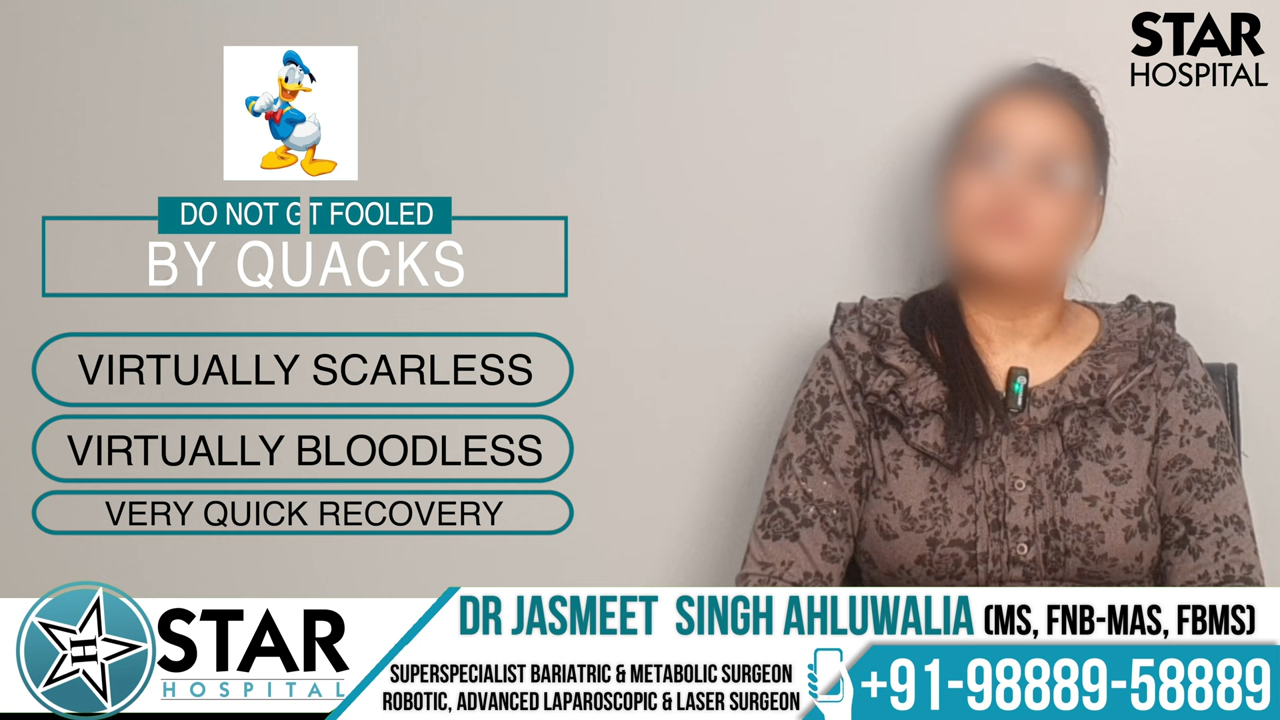 STAR
HOSPITAL
DO NOT G T FOOLED
BY QUACKS
VIRTUALLY SCARLESS
VIRTUALLY BLOODLESS
VERY QUICK RECOVERY
H
STAR
HOSPITAL
DR JASMEET SINGH AHLUWALIA (MS, FNB-MAS, FBMS)
SUPERSPECIALIST BARIATRIC & METABOLIC SURGEON
ROBOTIC, ADVANCED LAPAROSCOPIC & LASER SURGEON
+91-98889-58889